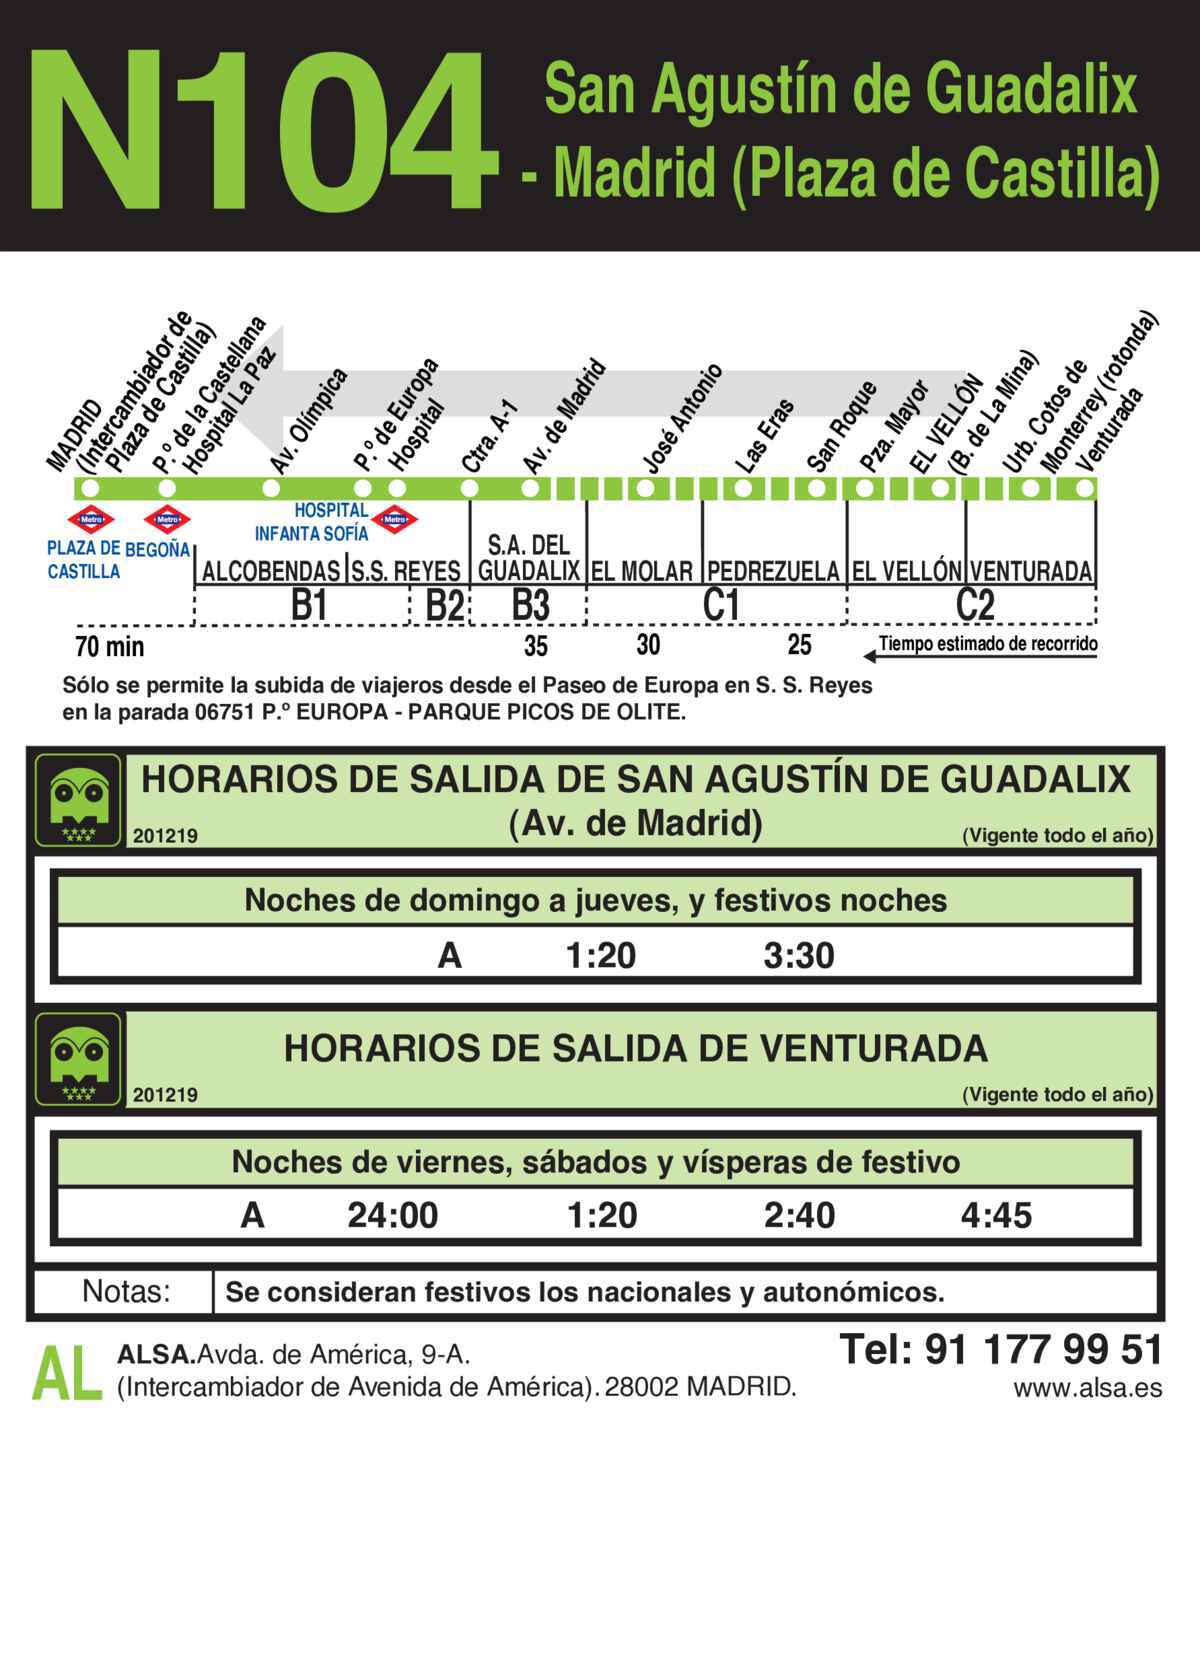 N104
San Agustín de Guadalix
- Madrid (Plaza de Castilla)
MADRID
(Intercambiador de
Plaza de Castilla)
P.º de la Castellana
Hospital La Paz
Av. Olímpica
P.º de Europa
Hospital
Ctra. A-1
Av. de Madrid
José Antonio
Las Eras
San Roque
Pza. Mayor
EL VELLÓN
(B. de La Mina)
Urb. Cotos de
Monterrey (rotonda)
Venturada
Metro
Metro
Metro
PLAZA DE
CASTILLA
BEGOÑA
HOSPITAL
INFANTA SOFÍA
ALCOBENDAS
S.S. REYES
S.A. DEL
GUADALIX
EL MOLAR
PEDREZUELA
EL VELLÓN
VENTURADA
B1
B2
B3
C1
C2
70 min
35
30
25
Tiempo estimado de recorrido
Sólo se permite la subida de viajeros desde el Paseo de Europa en S. S. Reyes
en la parada 06751 P.º EUROPA - PARQUE PICOS DE OLITE.
HORARIOS DE SALIDA DE SAN AGUSTÍN DE GUADALIX
(Av. de Madrid)
201219
(Vigente todo el año)
Noches de domingo a jueves, y festivos noches
A 1:20 3:30
HORARIOS DE SALIDA DE VENTURADA
201219
(Vigente todo el año)
Noches de viernes, sábados y vísperas de festivo
A 24:00 1:20 2:40 4:45
Notas: Se consideran festivos los nacionales y autonómicos.
AL
ALSA.Avda. de América, 9-A.
(Intercambiador de Avenida de América). 28002 MADRID.
Tel: 91 177 99 51
www.alsa.es